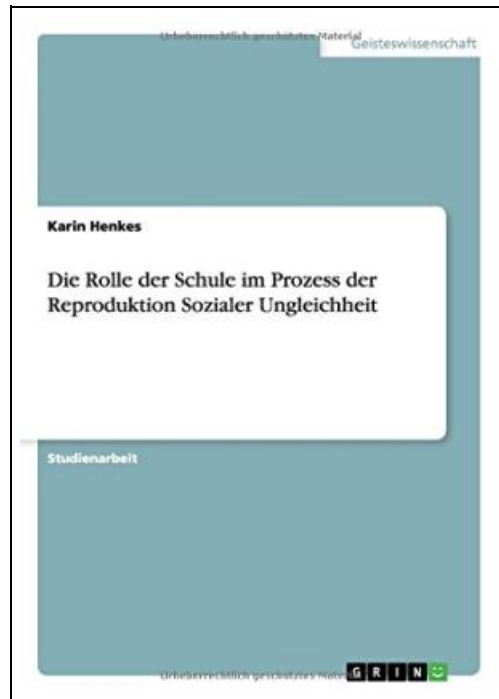 Urheberrechtlich geschütztes Material
Geisteswissenschaft
Karin Henkes
Die Rolle der Schule im Prozess der
Reproduktion Sozialer Ungleichheit
Studienarbeit
Urheberrechtlich geschütztes Material
GRIN